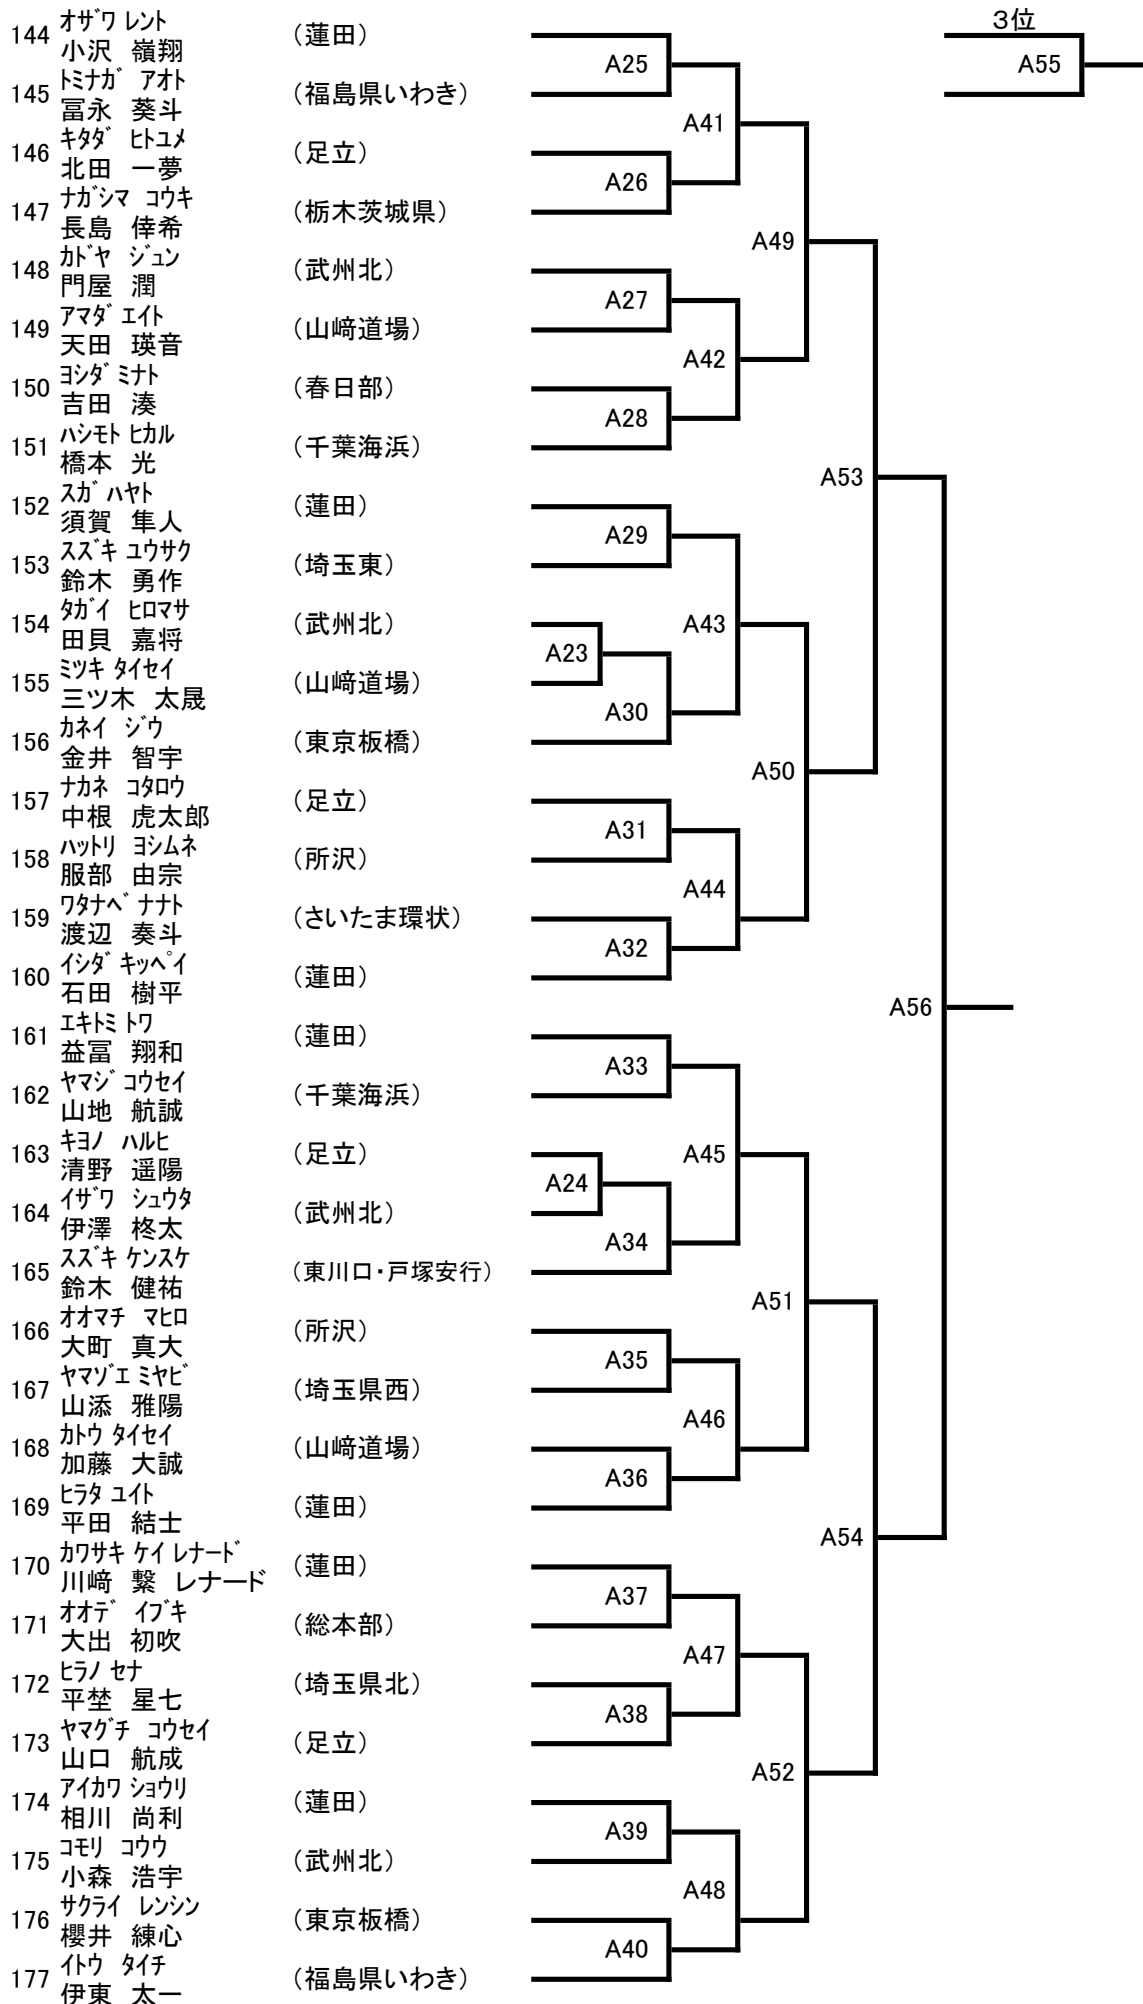 ３位
A55
オザワ レント
144 小沢　嶺翔 （蓮田）
A25
トミナガ アオト
145 冨永　葵斗 （福島県いわき）
A41
キタダ ヒトユメ
146 北田　一夢 （足立）
A26
ナガシマ コウキ
147 長島　倖希 （栃木茨城県）
A49
カドヤ ジュン
148 門屋　潤 （武州北）
A27
アマダ エイト
149 天田　瑛音 （山﨑道場）
A42
ヨシダ ミナト
150 吉田　湊 （春日部）
A28
ハシモト ヒカル
151 橋本　光 （千葉海浜）
A53
スガ ハヤト
152 須賀　隼人 （蓮田）
A29
スズキ ユウサク
153 鈴木　勇作 （埼玉東）
タガイ ヒロマサ
154 田貝　嘉将 （武州北）
A43
A23
ミツキ タイセイ
155 三ツ木　太晟 （山﨑道場）
A30
カネイ ジウ
156 金井　智宇 （東京板橋）
A50
ナカネ コタロウ
157 中根　虎太郎 （足立）
A31
ハットリ ヨシムネ
158 服部　由宗 （所沢）
A44
ワタナベ ナナト
159 渡辺　奏斗 （さいたま環状）
A32
イシダ キッペイ
160 石田　樹平 （蓮田）
A56
エキトミ トワ
161 益冨　翔和 （蓮田）
A33
ヤマジ コウセイ
162 山地　航誠 （千葉海浜）
キヨノ ハルヒ
163 清野　遥陽 （足立）
A45
A24
イザワ シュウタ
164 伊澤　柊太 （武州北）
A34
スズキ ケンスケ
165 鈴木　健祐 （東川口・戸塚安行）
A51
オオマチ マヒロ
166 大町　真大 （所沢）
A35
ヤマゾエ ミヤビ
167 山添　雅陽 （埼玉県西）
A46
カトウ タイセイ
168 加藤　大誠 （山﨑道場）
A36
ヒラタ ユイト
169 平田　結士 （蓮田）
A54
カワサキ ケイ レナード
170 川﨑　繋　レナード （蓮田）
A37
オオデ イブキ
171 大出　初吹 （総本部）
A47
ヒラノ セナ
172 平埜　星七 （埼玉県北）
A38
ヤマグチ コウセイ
173 山口　航成 （足立）
A52
アイカワ ショウリ
174 相川　尚利 （蓮田）
A39
コモリ コウウ
175 小森　浩宇 （武州北）
A48
サクライ レンシン
176 櫻井　練心 （東京板橋）
A40
イトウ タイチ
177 伊東　太一 （福島県いわき）